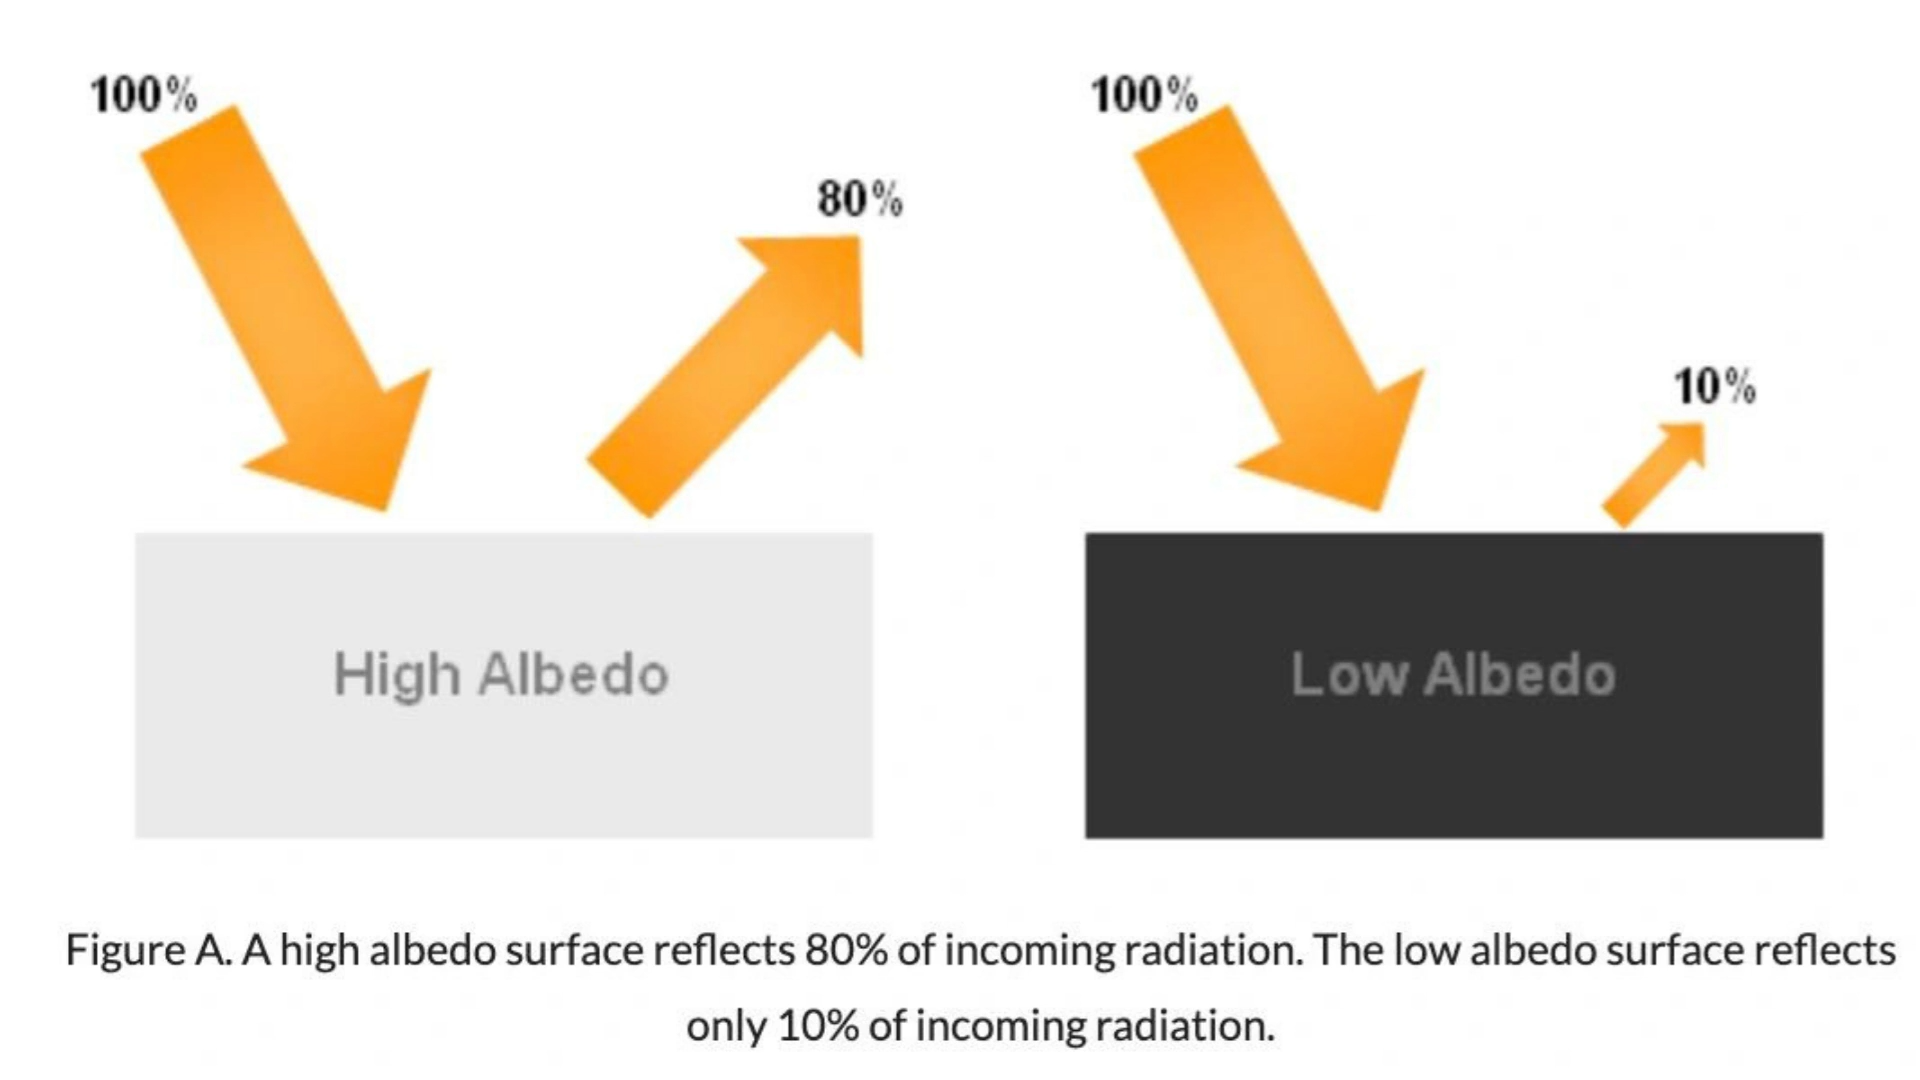 100%
80%
High Albedo
100%
10%
Low Albedo
Figure A. A high albedo surface reflects 80% of incoming radiation. The low albedo surface reflects
only 10% of incoming radiation.